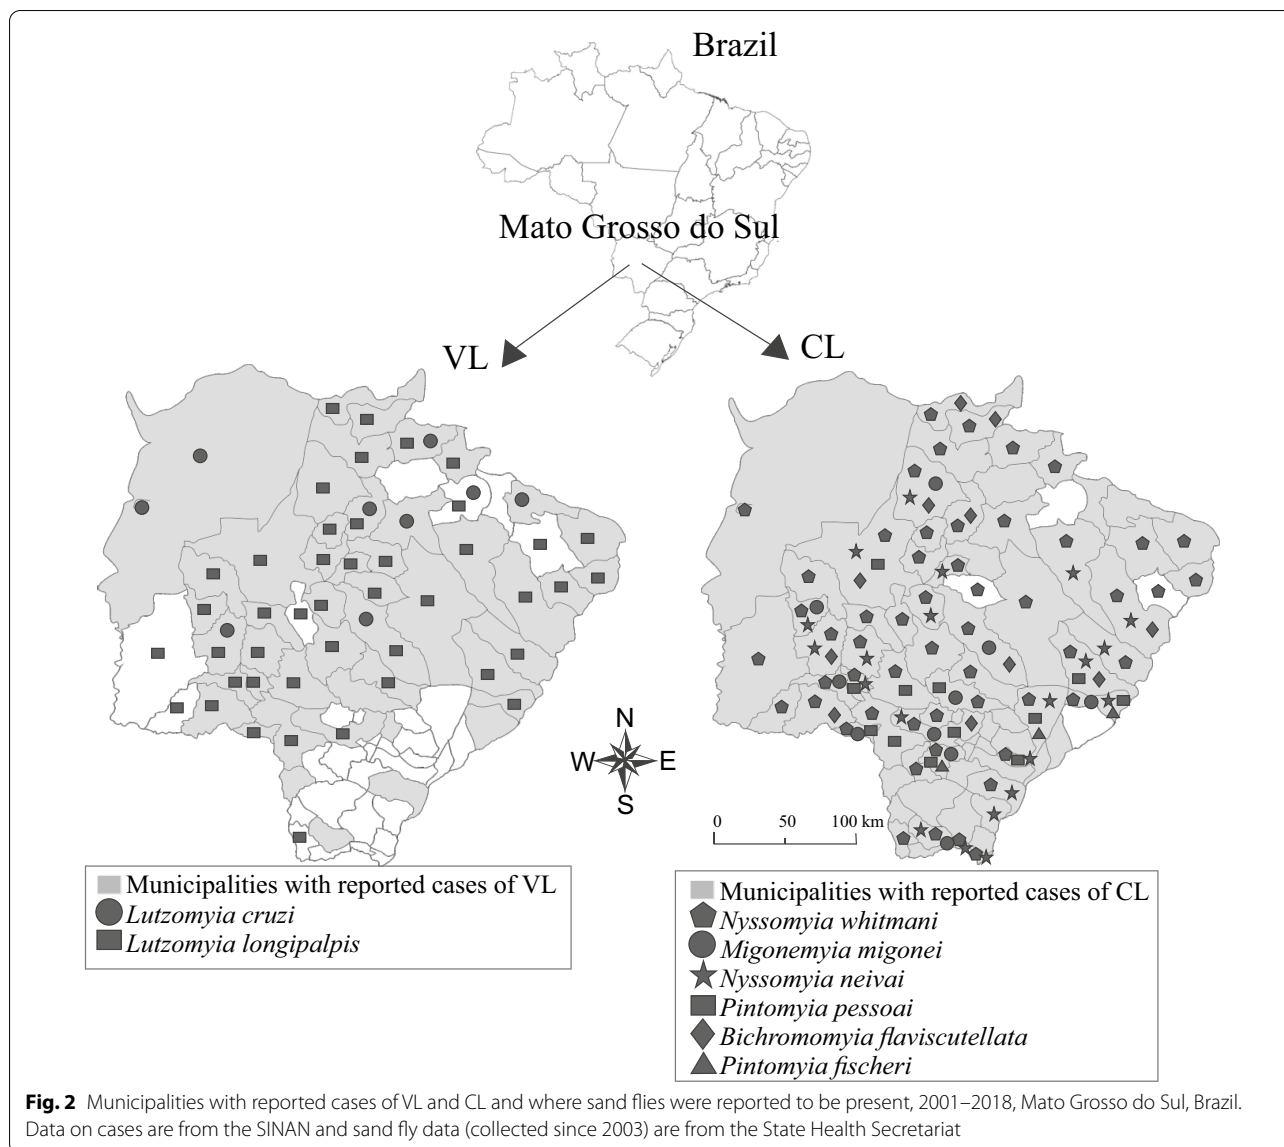 Brazil
Mato Grosso do Sul
VL
CL
N
W E
S
0 50 100 km
Municipalities with reported cases of VL
Lutzomyia cruzi
Lutzomyia longipalpis
Municipalities with reported cases of CL
Nyssomyia whitmani
Migonemyia migonei
Nyssomyia neivai
Pintomyia pessoai
Bichromomyia flaviscutellata
Pintomyia fischeri
Fig. 2 Municipalities with reported cases of VL and CL and where sand flies were reported to be present, 2001–2018, Mato Grosso do Sul, Brazil.
Data on cases are from the SINAN and sand fly data (collected since 2003) are from the State Health Secretariat